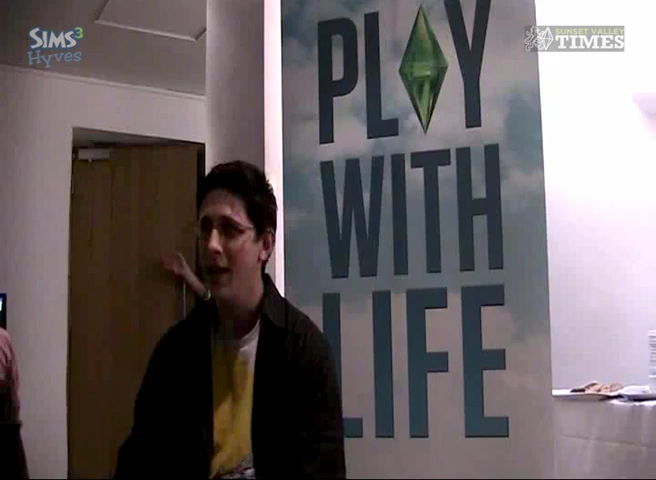 SIMS3
Hyves
SUNSET VALLEY
TIMES
PLAY
WITH
LIFE